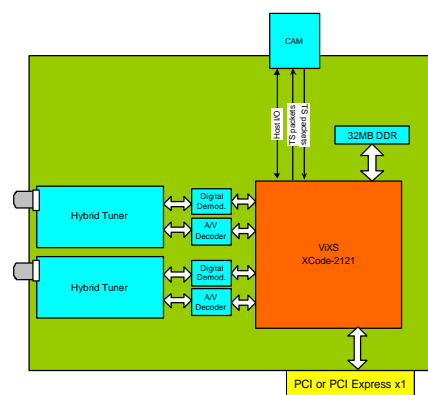 CAM
Host I/O
TS packets
TS packets
32MB DDR
Hybrid Tuner
Digital
Demod.
A/V
Decoder
ViXS
XCode-2121
Hybrid Tuner
Digital
Demod.
A/V
Decoder
PCI or PCI Express x1